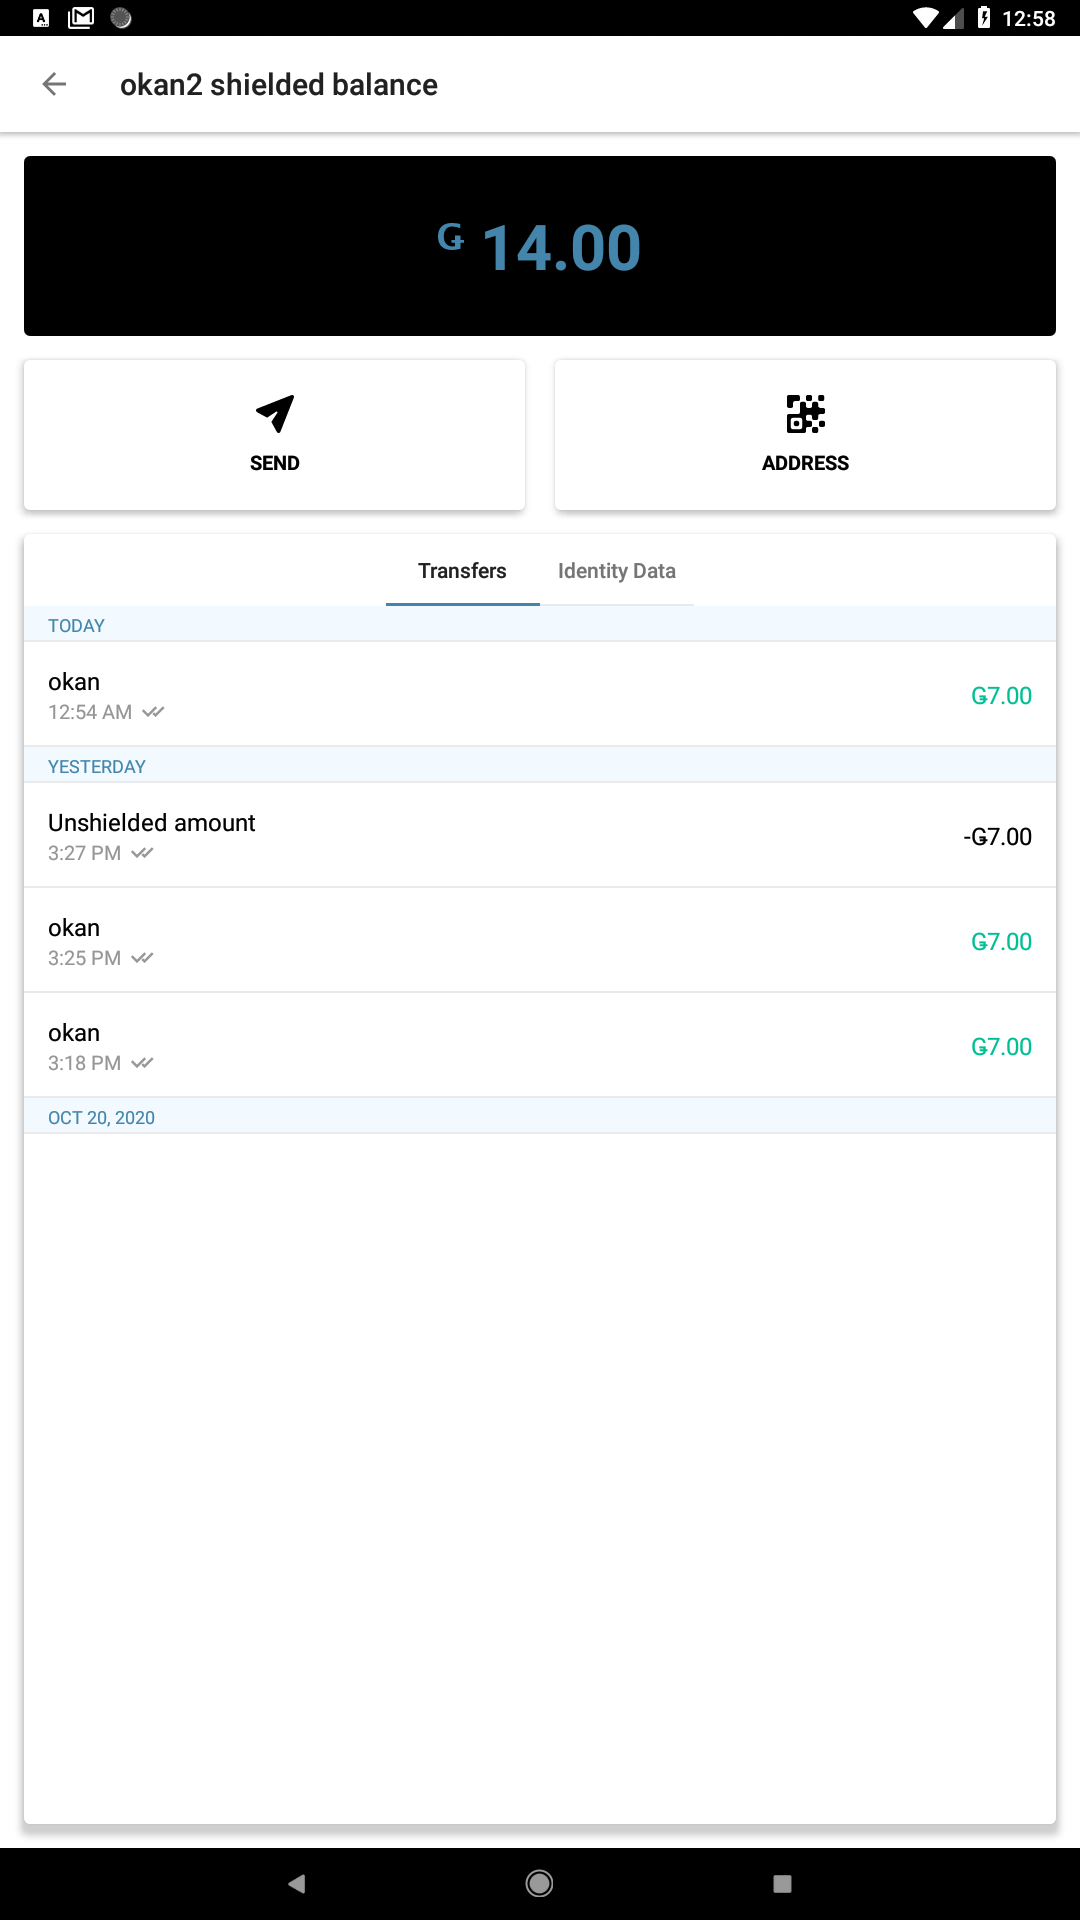 12:58
okan2 shielded balance
Ǥ 14.00
SEND
ADDRESS
Transfers
Identity Data
TODAY
okan
12:54 AM
Ǥ7.00
YESTERDAY
Unshielded amount
3:27 PM
-Ǥ7.00
okan
3:25 PM
Ǥ7.00
okan
3:18 PM
Ǥ7.00
OCT 20, 2020